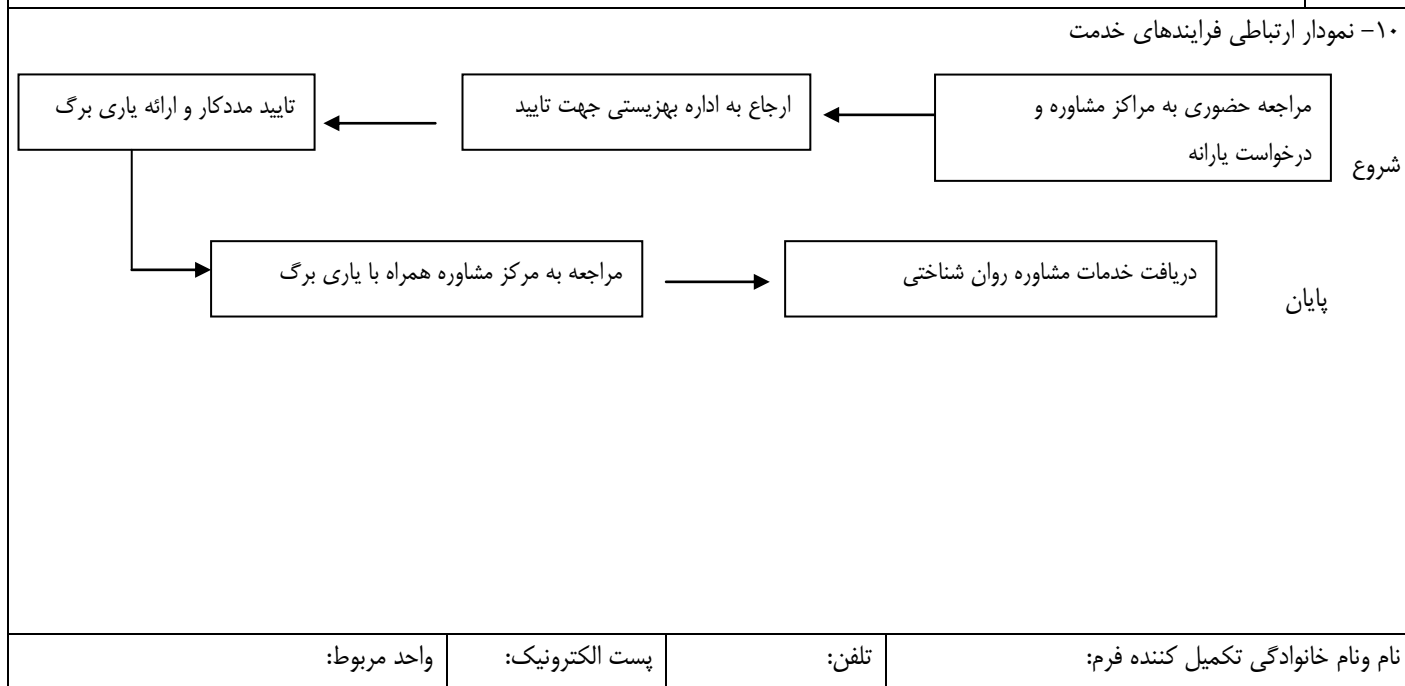 ۱۰- نمودار ارتباطی فرایندهای خدمت
شروع
مراجعه حضوری به مراکز مشاوره و
درخواست یارانه
ارجاع به اداره بهزیستی جهت تایید
تایید مددکار و ارائه یاری برگ
مراجعه به مرکز مشاوره همراه با یاری برگ
دریافت خدمات مشاوره روان شناختی
پایان
نام ونام خانوادگی تکمیل کننده فرم:
تلفن:
پست الکترونیک:
واحد مربوط: